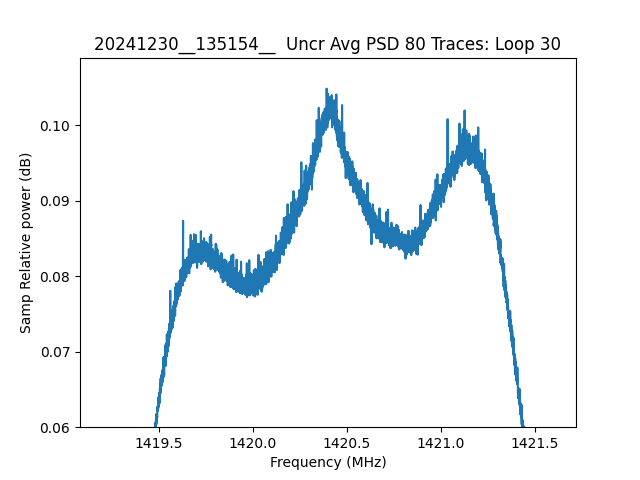 20241230__135154__  Uncr Avg PSD 80 Traces: Loop 30
Samp Relative power (dB)
0.10
0.09
0.08
0.07
0.06
1419.5 1420.0 1420.5 1421.0 1421.5
Frequency (MHz)